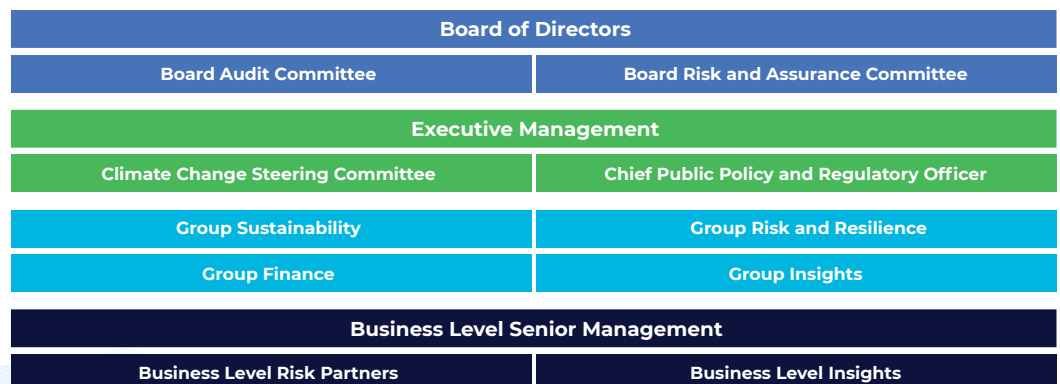 Board of Directors
Board Audit Committee
Board Risk and Assurance Committee
Executive Management
Climate Change Steering Committee
Chief Public Policy and Regulatory Officer
Group Sustainability
Group Risk and Resilience
Group Finance
Group Insights
Business Level Senior Management
Business Level Risk Partners
Business Level Insights